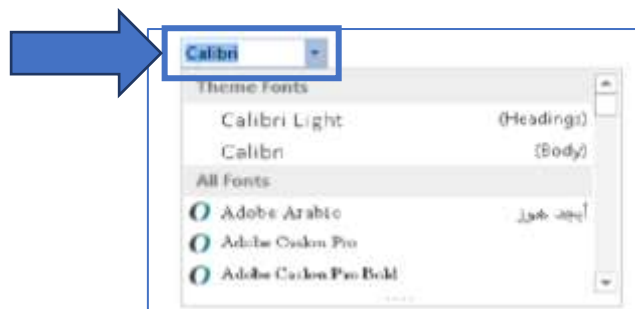 Calibri
Theme Fonts
Calibri Light (Headings)
Calibri (Body)
All Fonts
Adobe Arabic أبجد هوز
Adobe Caslon Pro
Adobe Caslon Pro Bold